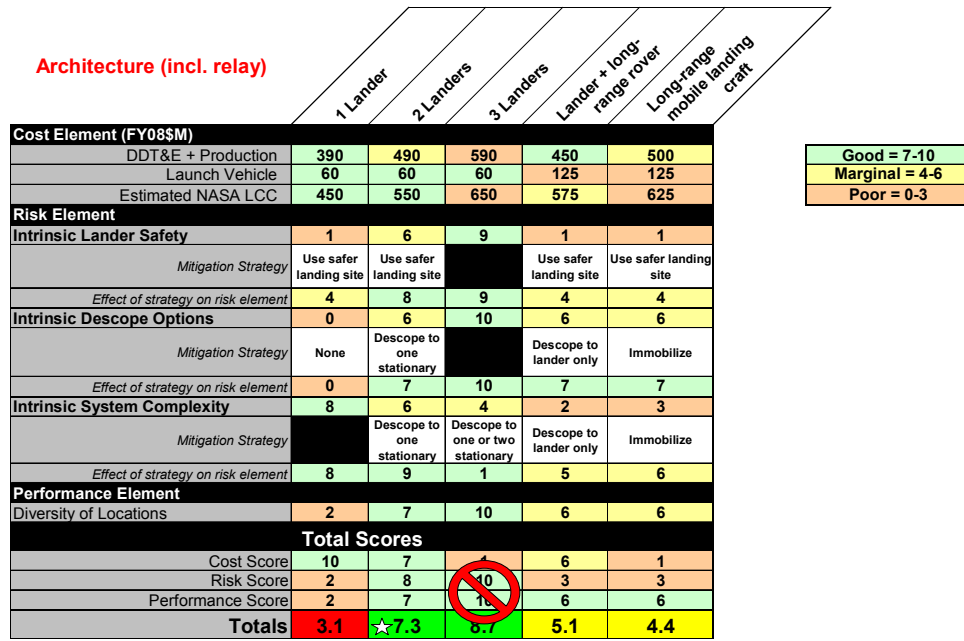 Architecture (incl. relay)
1 Lander
2 Landers
3 Landers
Lander + long-
range rover
Long-range
mobile landing
craft
Cost Element (FY08$M)
DDT&E + Production 390 490 590 450 500
Launch Vehicle 60 60 60 125 125
Estimated NASA LCC 450 550 650 575 625
Good = 7-10
Marginal = 4-6
Poor = 0-3
Risk Element
Intrinsic Lander Safety 1 6 9 1 1
Mitigation Strategy
Use safer
landing site
Use safer
landing site
Use safer
landing site
Use safer landing
site
Effect of strategy on risk element 4 8 9 4 4
Intrinsic Descope Options 0 6 10 6 6
Mitigation Strategy
None
Descope to
one
stationary
Descope to
lander only
Immobilize
Effect of strategy on risk element 0 7 10 7 7
Intrinsic System Complexity 8 6 4 2 3
Mitigation Strategy
Descope to
one
stationary
Descope to
one or two
stationary
Descope to
lander only
Immobilize
Effect of strategy on risk element 8 9 1 5 6
Performance Element
Diversity of Locations 2 7 10 6 6
Total Scores
Cost Score 10 7 6 1
Risk Score 2 8 10 3 3
Performance Score 2 7 10 6 6
Totals 3.1 7.3 8.7 5.1 4.4